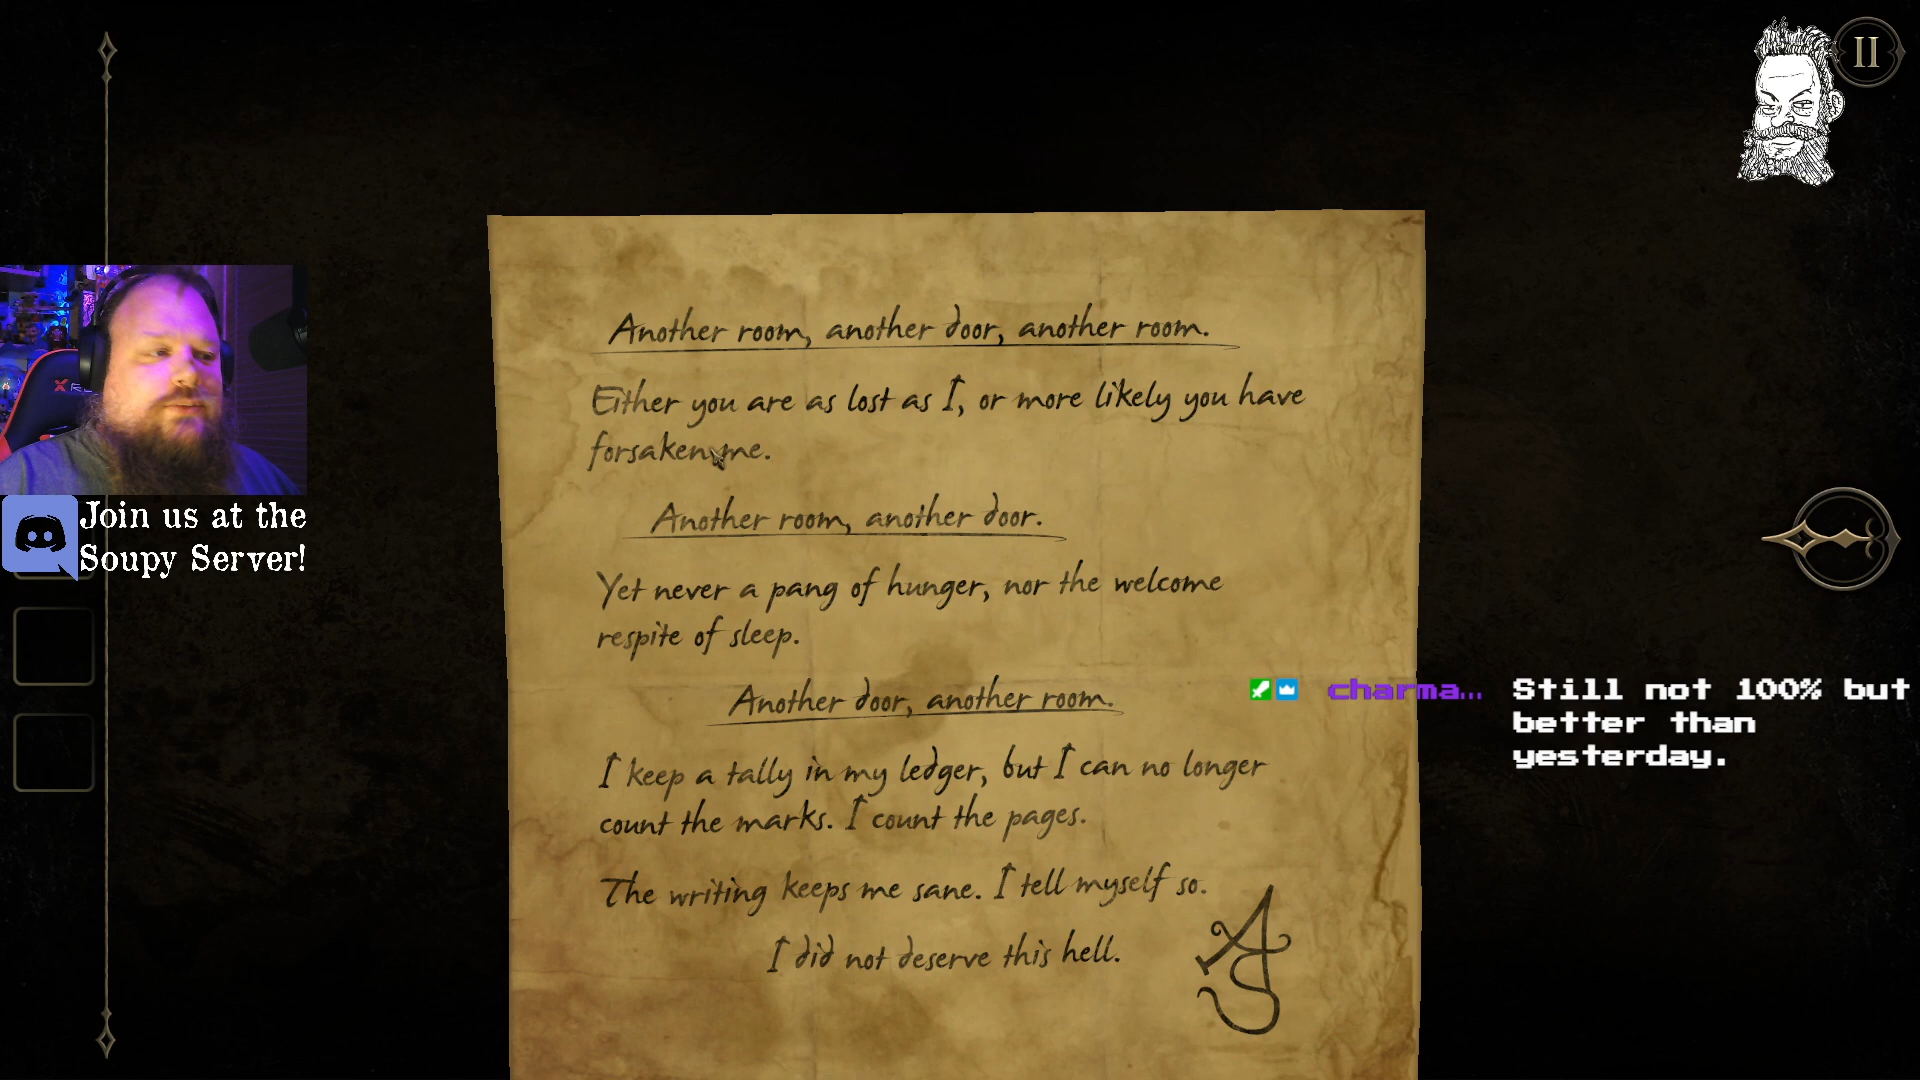 II
Another room, another door, another room.
Either you are as lost as I, or more likely you have
forsaken me.
Another room, another door.
Yet never a pang of hunger, nor the welcome
respite of sleep.
Another door, another room.
I keep a tally in my ledger, but I can no longer
count the marks. I count the pages.
The writing keeps me sane. I tell myself so.
I did not deserve this hell.
AS
Join us at the
Soupy Server!
charma... Still not 100% but
better than
yesterday.